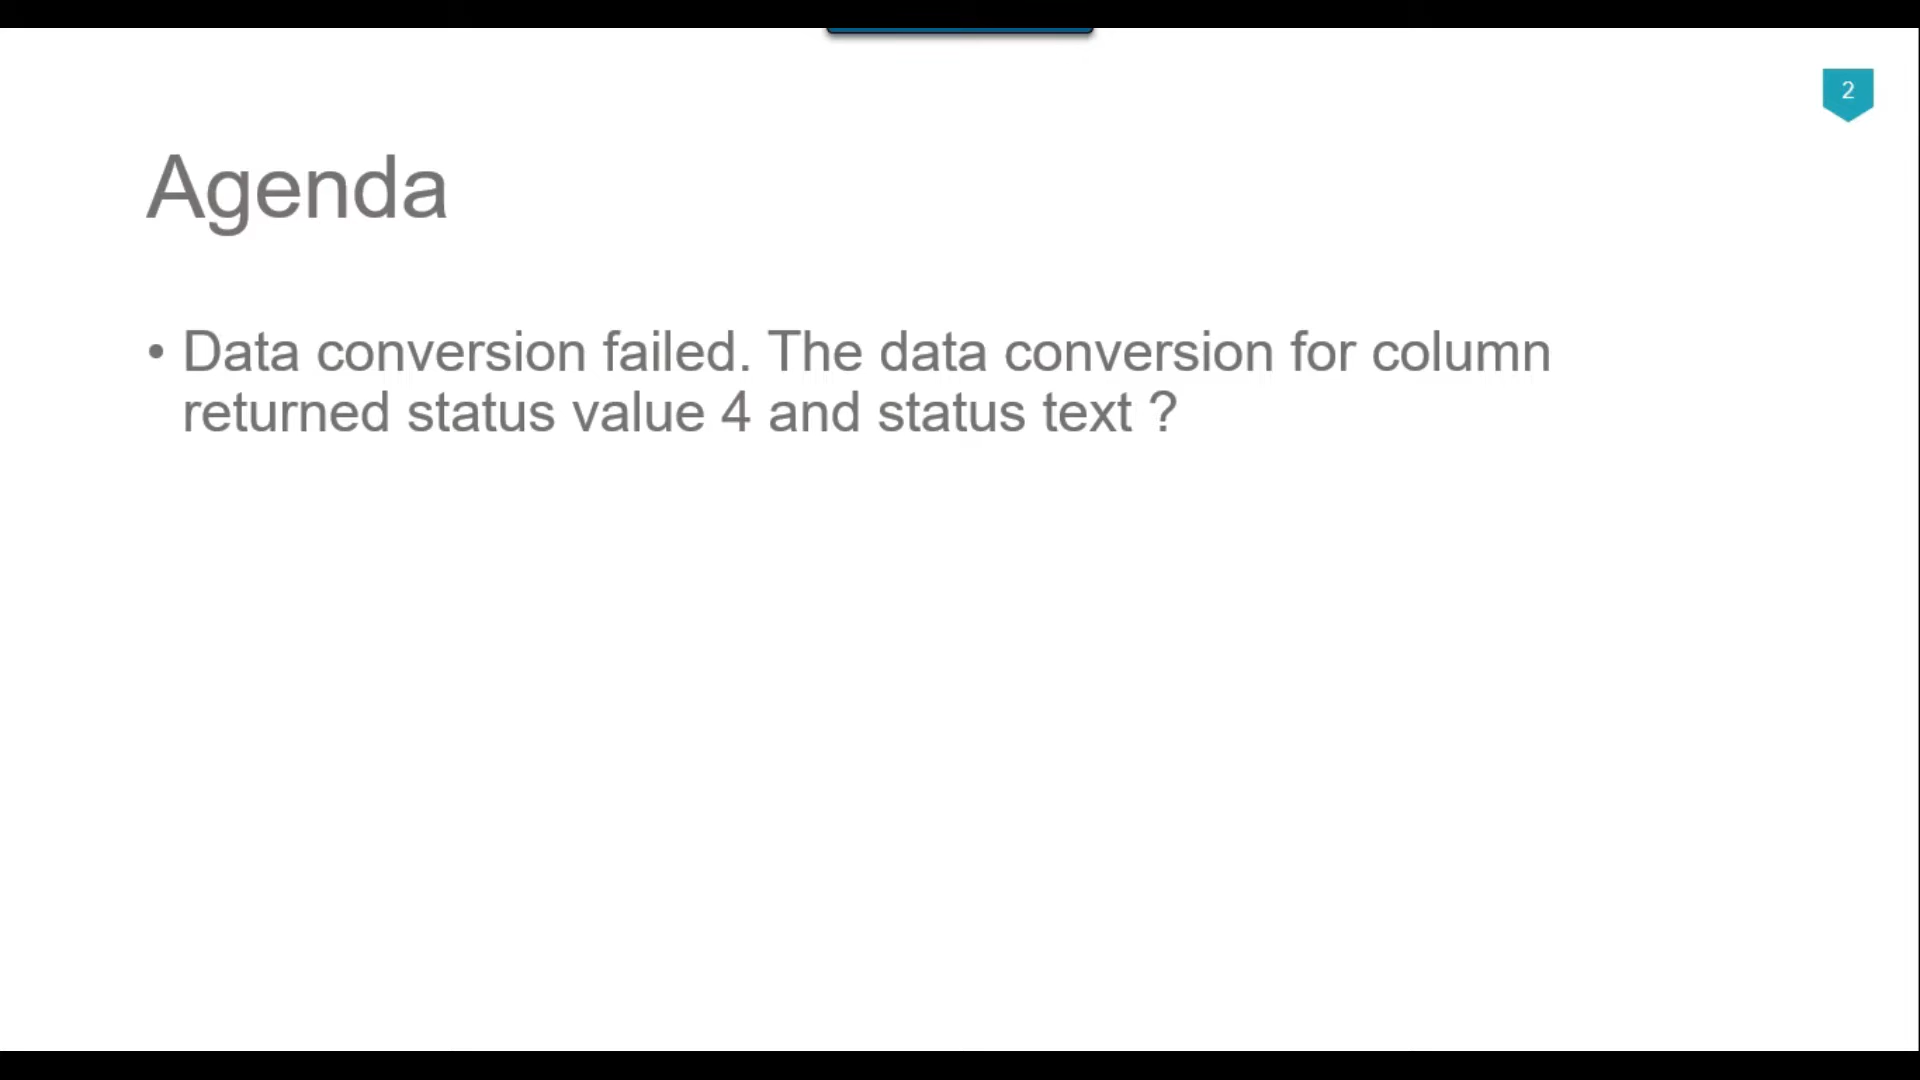 2
Agenda
• Data conversion failed. The data conversion for column
returned status value 4 and status text ?